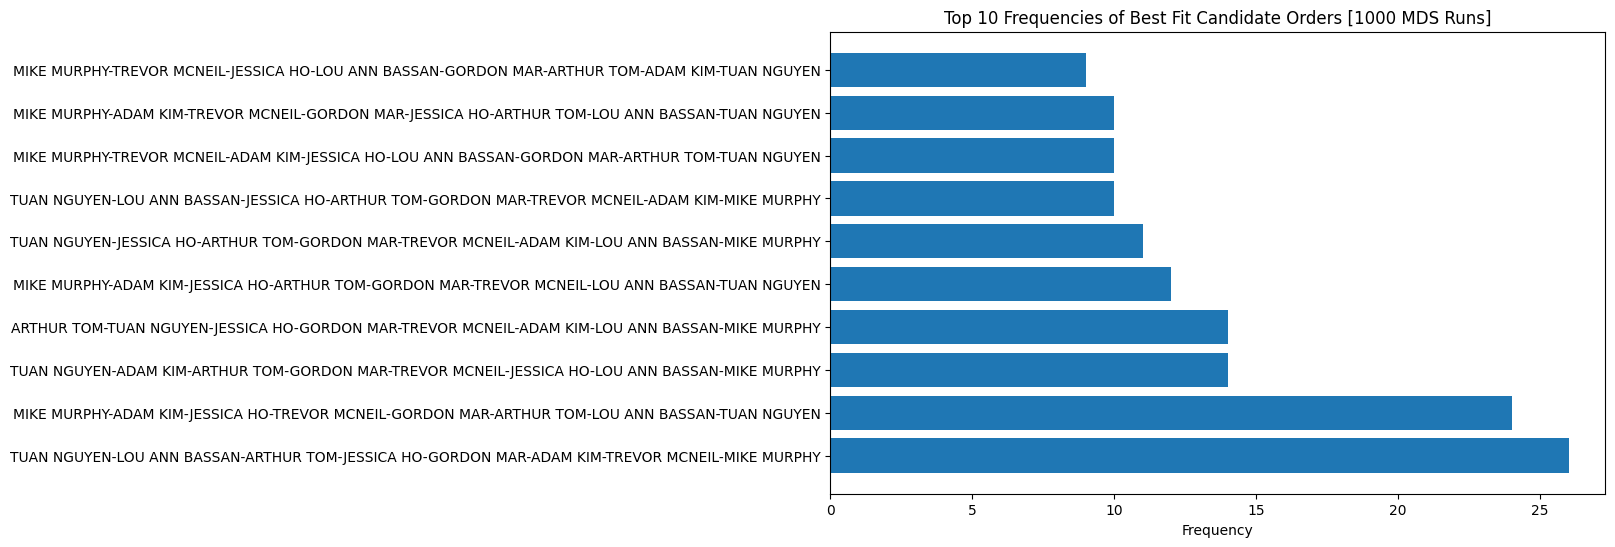 Top 10 Frequencies of Best Fit Candidate Orders [1000 MDS Runs]
MIKE MURPHY-TREVOR MCNEIL-JESSICA HO-LOU ANN BASSAN-GORDON MAR-ARTHUR TOM-ADAM KIM-TUAN NGUYEN
MIKE MURPHY-ADAM KIM-TREVOR MCNEIL-GORDON MAR-JESSICA HO-ARTHUR TOM-LOU ANN BASSAN-TUAN NGUYEN
MIKE MURPHY-TREVOR MCNEIL-ADAM KIM-JESSICA HO-LOU ANN BASSAN-GORDON MAR-ARTHUR TOM-TUAN NGUYEN
TUAN NGUYEN-LOU ANN BASSAN-JESSICA HO-ARTHUR TOM-GORDON MAR-TREVOR MCNEIL-ADAM KIM-MIKE MURPHY
TUAN NGUYEN-JESSICA HO-ARTHUR TOM-GORDON MAR-TREVOR MCNEIL-ADAM KIM-LOU ANN BASSAN-MIKE MURPHY
MIKE MURPHY-ADAM KIM-JESSICA HO-ARTHUR TOM-GORDON MAR-TREVOR MCNEIL-LOU ANN BASSAN-TUAN NGUYEN
ARTHUR TOM-TUAN NGUYEN-JESSICA HO-GORDON MAR-TREVOR MCNEIL-ADAM KIM-LOU ANN BASSAN-MIKE MURPHY
TUAN NGUYEN-ADAM KIM-ARTHUR TOM-GORDON MAR-TREVOR MCNEIL-JESSICA HO-LOU ANN BASSAN-MIKE MURPHY
MIKE MURPHY-ADAM KIM-JESSICA HO-TREVOR MCNEIL-GORDON MAR-ARTHUR TOM-LOU ANN BASSAN-TUAN NGUYEN
TUAN NGUYEN-LOU ANN BASSAN-ARTHUR TOM-JESSICA HO-GORDON MAR-ADAM KIM-TREVOR MCNEIL-MIKE MURPHY
0 5 10 15 20 25
Frequency